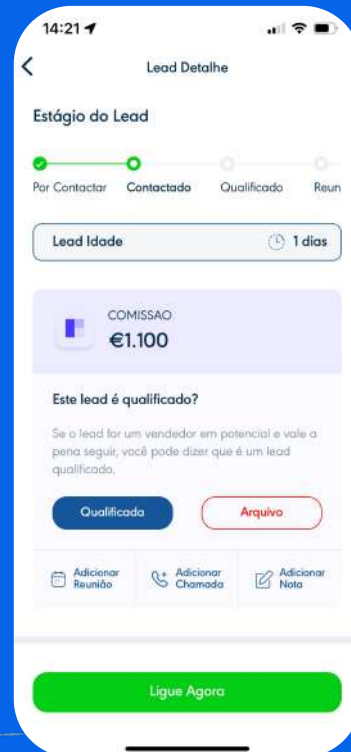 14:21
Lead Detalhe
Estágio do Lead
Por Contactar Contactado Qualificado Reun
Lead Idade 1 dias
COMISSAO
€1.100
Este lead é qualificado?
Se o lead for um vendedor em potencial e vale a
pena seguir, você pode dizer que é um lead
qualificado.
Qualificada Arquivo
Adicionar Reunião
Adicionar Chamada
Adicionar Nota
Ligue Agora